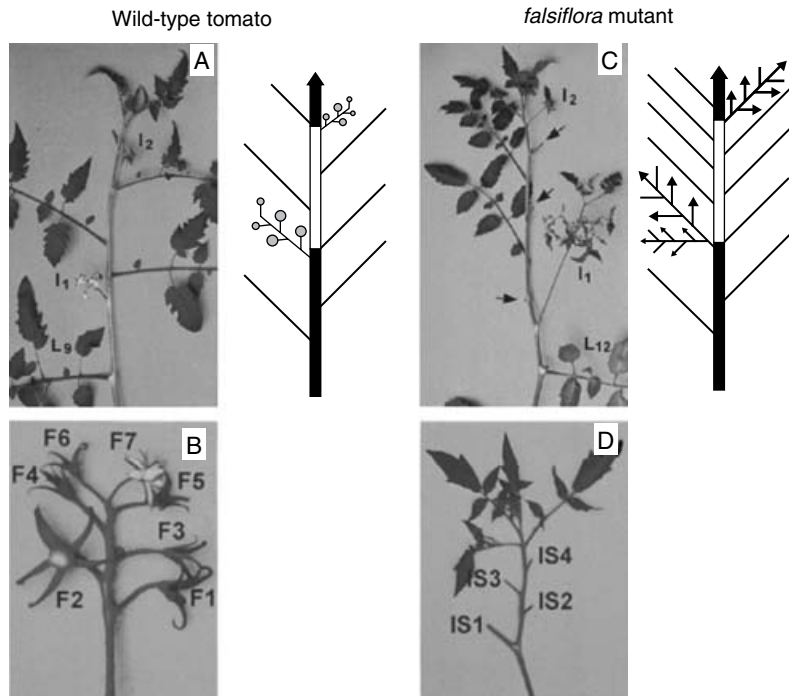 Wild-type tomato
falsiflora mutant
A
I2
I1
L9
C
I2
I1
L12
B
F6
F7
F4
F5
F3
F2
F1
D
IS4
IS3
IS2
IS1